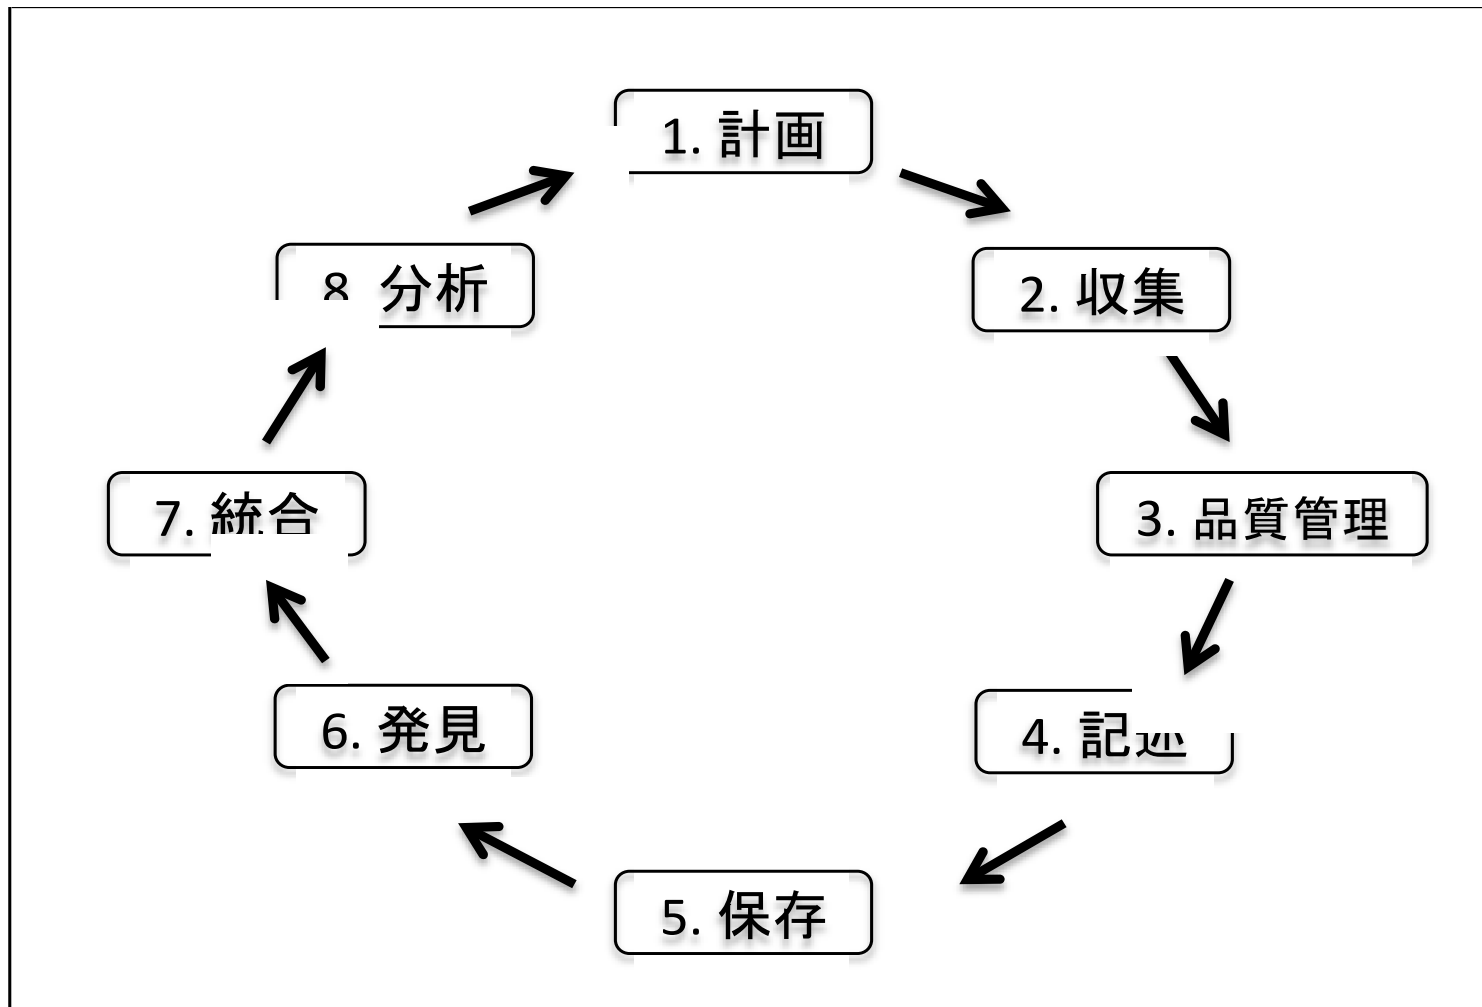 1. 計画
2. 収集
3. 品質管理
4. 記述
5. 保存
6. 発見
7. 統合
8. 分析